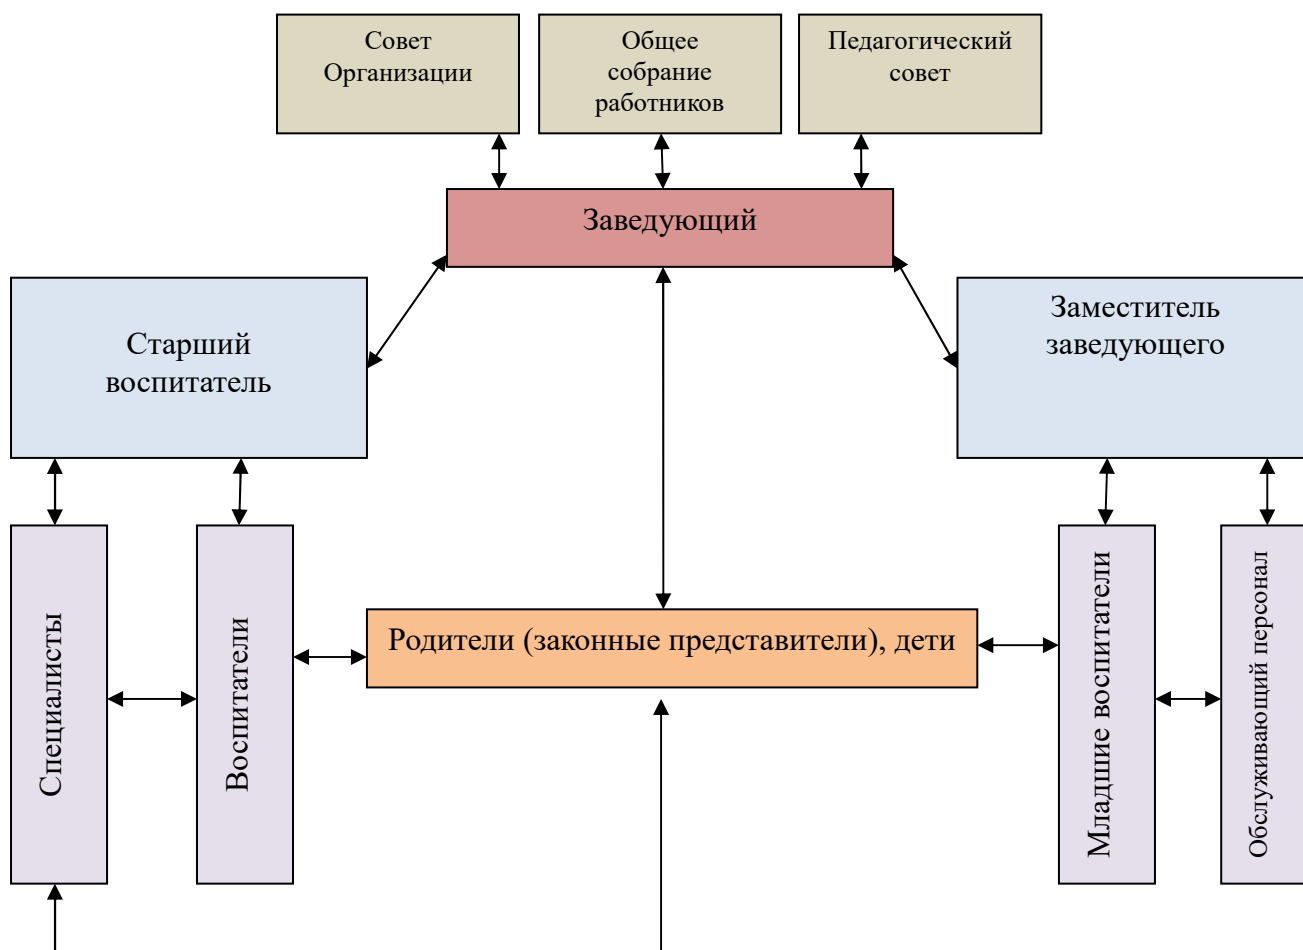 Совет
Организации
Общее
собрание
работников
Педагогический
совет
Заведующий
Старший
воспитатель
Заместитель
заведующего
Специалисты
Воспитатели
Родители (законные представители), дети
Младшие воспитатели
Обслуживающий персонал